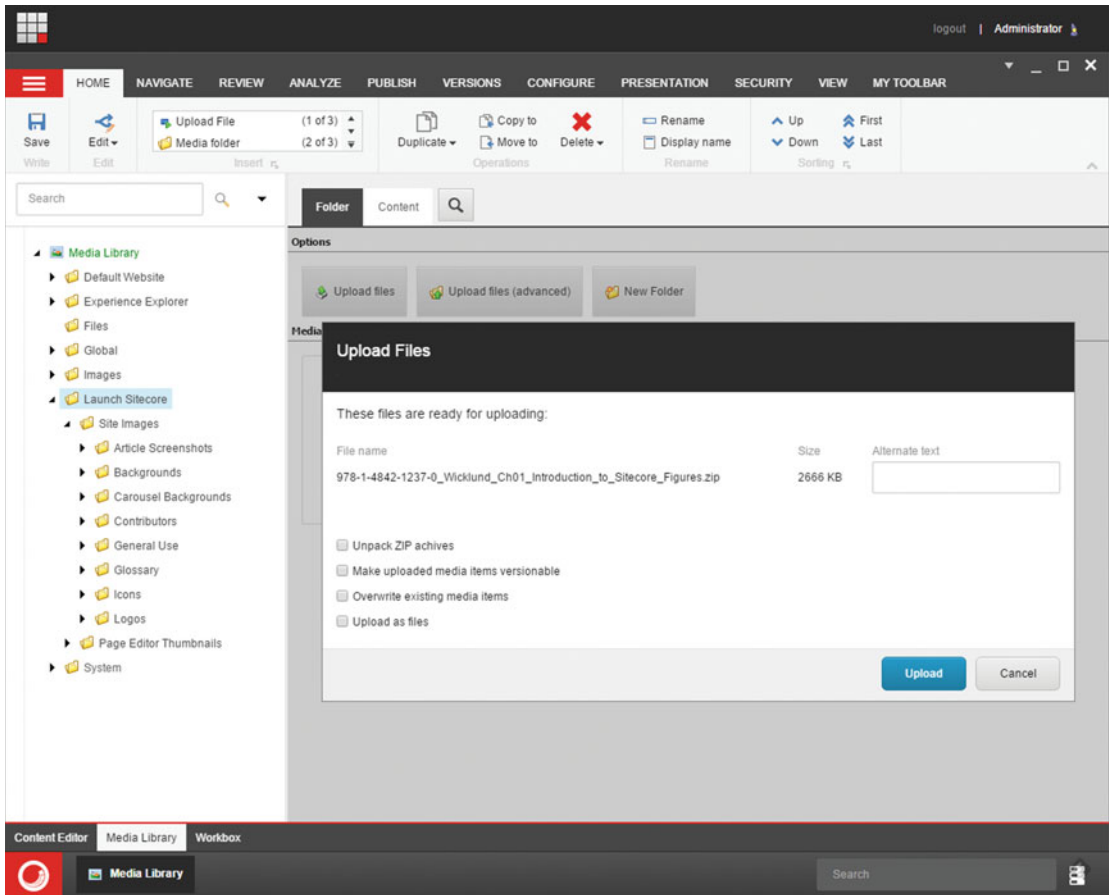 logout | Administrator
HOME NAVIGATE REVIEW ANALYZE PUBLISH VERSIONS CONFIGURE PRESENTATION SECURITY VIEW MY TOOLBAR
Upload File (1 of 3) Copy to Rename Up First
Save Edit Media folder (2 of 3) Duplicate Move to Delete Display name Down Last
Write Edit Insert Operations Rename Sorting
Search
Folder Content
Options
Media Library
Default Website
Upload files Upload files (advanced) New Folder
Experience Explorer
Files
Media
Global
Upload Files
Images
Launch Sitecore
These files are ready for uploading:
Site Images
Article Screenshots
File name Size Alternate text
Backgrounds
978-1-4842-1237-0_Wicklund_Ch01_Introduction_to_Sitecore_Figures.zip 2666 KB
Carousel Backgrounds
Contributors
General Use
Unpack ZIP achives
Glossary
Make uploaded media items versionable
Icons
Overwrite existing media items
Logos
Upload as files
Page Editor Thumbnails
System
Upload Cancel
Content Editor Media Library Workbox
Media Library Search